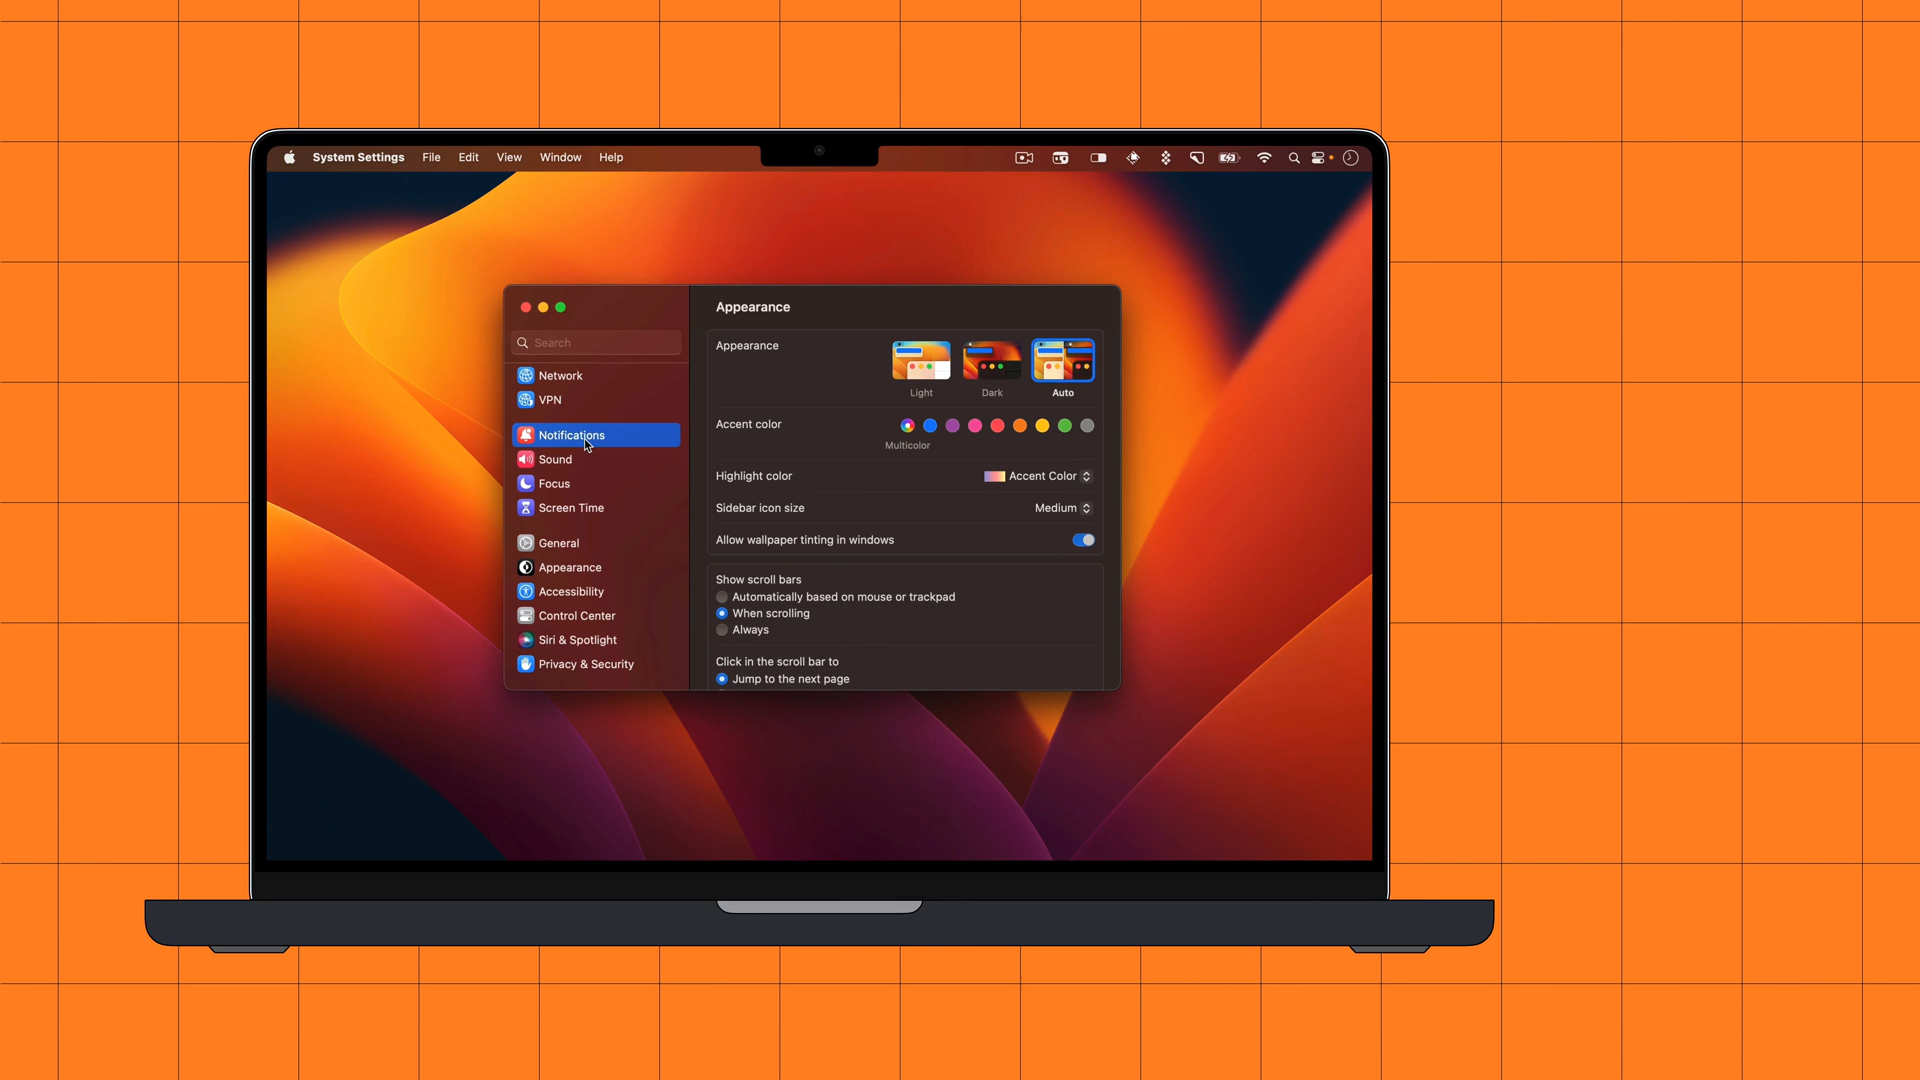 System Settings File Edit View Window Help
Search
Network
VPN
Notifications
Sound
Focus
Screen Time
General
Appearance
Accessibility
Control Center
Siri & Spotlight
Privacy & Security
Appearance
Appearance
Light Dark Auto
Accent color
Multicolor
Highlight color Accent Color
Sidebar icon size Medium
Allow wallpaper tinting in windows
Show scroll bars
Automatically based on mouse or trackpad
When scrolling
Always
Click in the scroll bar to
Jump to the next page